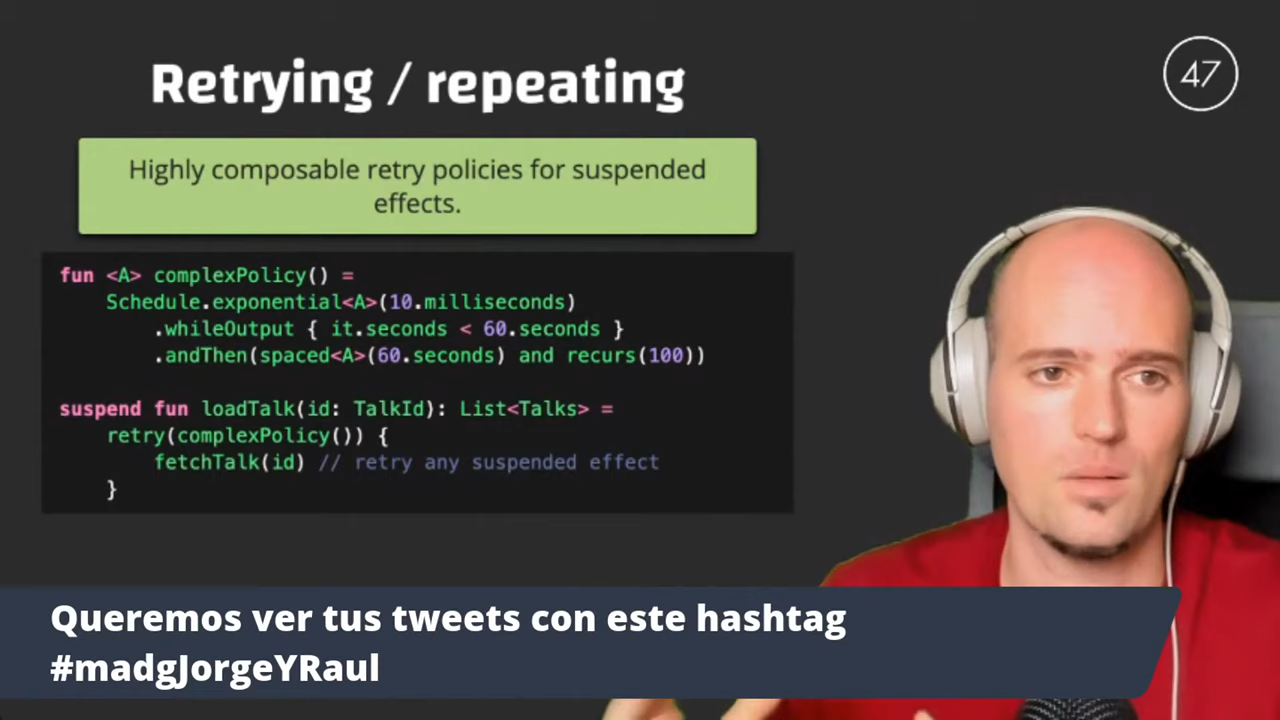 Retrying / repeating
47
Highly composable retry policies for suspended
effects.
fun <A> complexPolicy() =
    Schedule.exponential<A>(10.milliseconds)
        .whileOutput { it.seconds < 60.seconds }
        .andThen(spaced<A>(60.seconds) and recurs(100))
suspend fun loadTalk(id: TalkId): List<Talks> =
    retry(complexPolicy()) {
        fetchTalk(id) // retry any suspended effect
    }
Queremos ver tus tweets con este hashtag
#madgJorgeYRaul